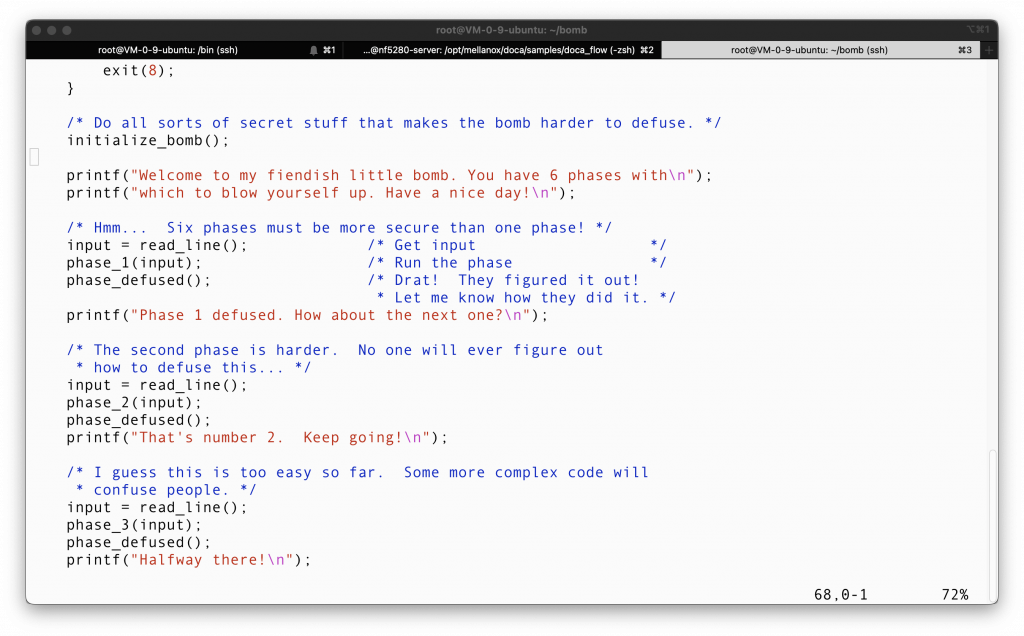 root@VM-0-9-ubuntu: ~/bomb
⌥⌘1
root@VM-0-9-ubuntu: /bin (ssh) ⌘1
...@nf5280-server: /opt/mellanox/doca/samples/doca_flow (-zsh) ⌘2
root@VM-0-9-ubuntu: ~/bomb (ssh) ⌘3 +
exit(8);
}
/* Do all sorts of secret stuff that makes the bomb harder to defuse. */
initialize_bomb();
printf("Welcome to my fiendish little bomb. You have 6 phases with\n");
printf("which to blow yourself up. Have a nice day!\n");
/* Hmm...  Six phases must be more secure than one phase! */
input = read_line();             /* Get input                   */
phase_1(input);                  /* Run the phase               */
phase_defused();                 /* Drat!  They figured it out!
                                  * Let me know how they did it. */
printf("Phase 1 defused. How about the next one?\n");
/* The second phase is harder.  No one will ever figure out
 * how to defuse this... */
input = read_line();
phase_2(input);
phase_defused();
printf("That's number 2.  Keep going!\n");
/* I guess this is too easy so far.  Some more complex code will
 * confuse people. */
input = read_line();
phase_3(input);
phase_defused();
printf("Halfway there!\n");
68,0-1 72%